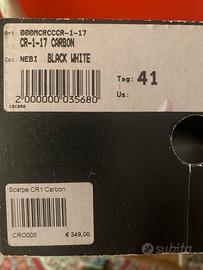 Art: 000MCRCCCR-1-17
CR-1-17 CARBON
Col: NEBI BLACK WHITE
Tag: 41
Us:
2 000000 035680
Scarpe CR1 Carbon
CRO005
€ 349,00
subito